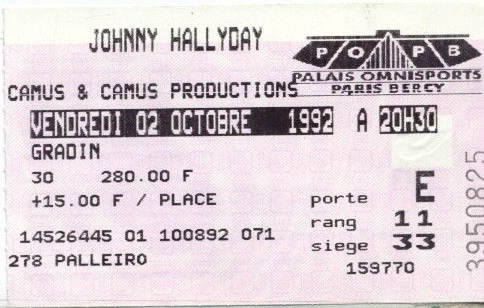 JOHNNY HALLYDAY
POPB
PALAIS OMNISPORTS
PARIS BERCY
CAMUS & CAMUS PRODUCTIONS
VENDREDI 02 OCTOBRE 1992 A 20H30
GRADIN
30 280.00 F
+15.00 F / PLACE
porte E
rang 11
siege 33
14526445 01 100892 071
278 PALLEIRO
159770
3950825